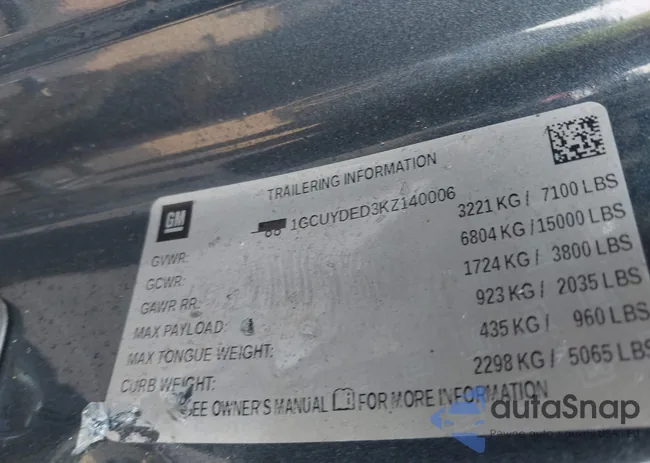 TRAILERING INFORMATION
GM
1GCUYDED3KZ140006
GVWR: 3221 KG / 7100 LBS
GCWR: 6804 KG / 15000 LBS
GAWR RR: 1724 KG / 3800 LBS
MAX PAYLOAD: 923 KG / 2035 LBS
MAX TONGUE WEIGHT: 435 KG / 960 LBS
CURB WEIGHT: 2298 KG / 5065 LBS
SEE OWNER'S MANUAL FOR MORE INFORMATION
autaSnap